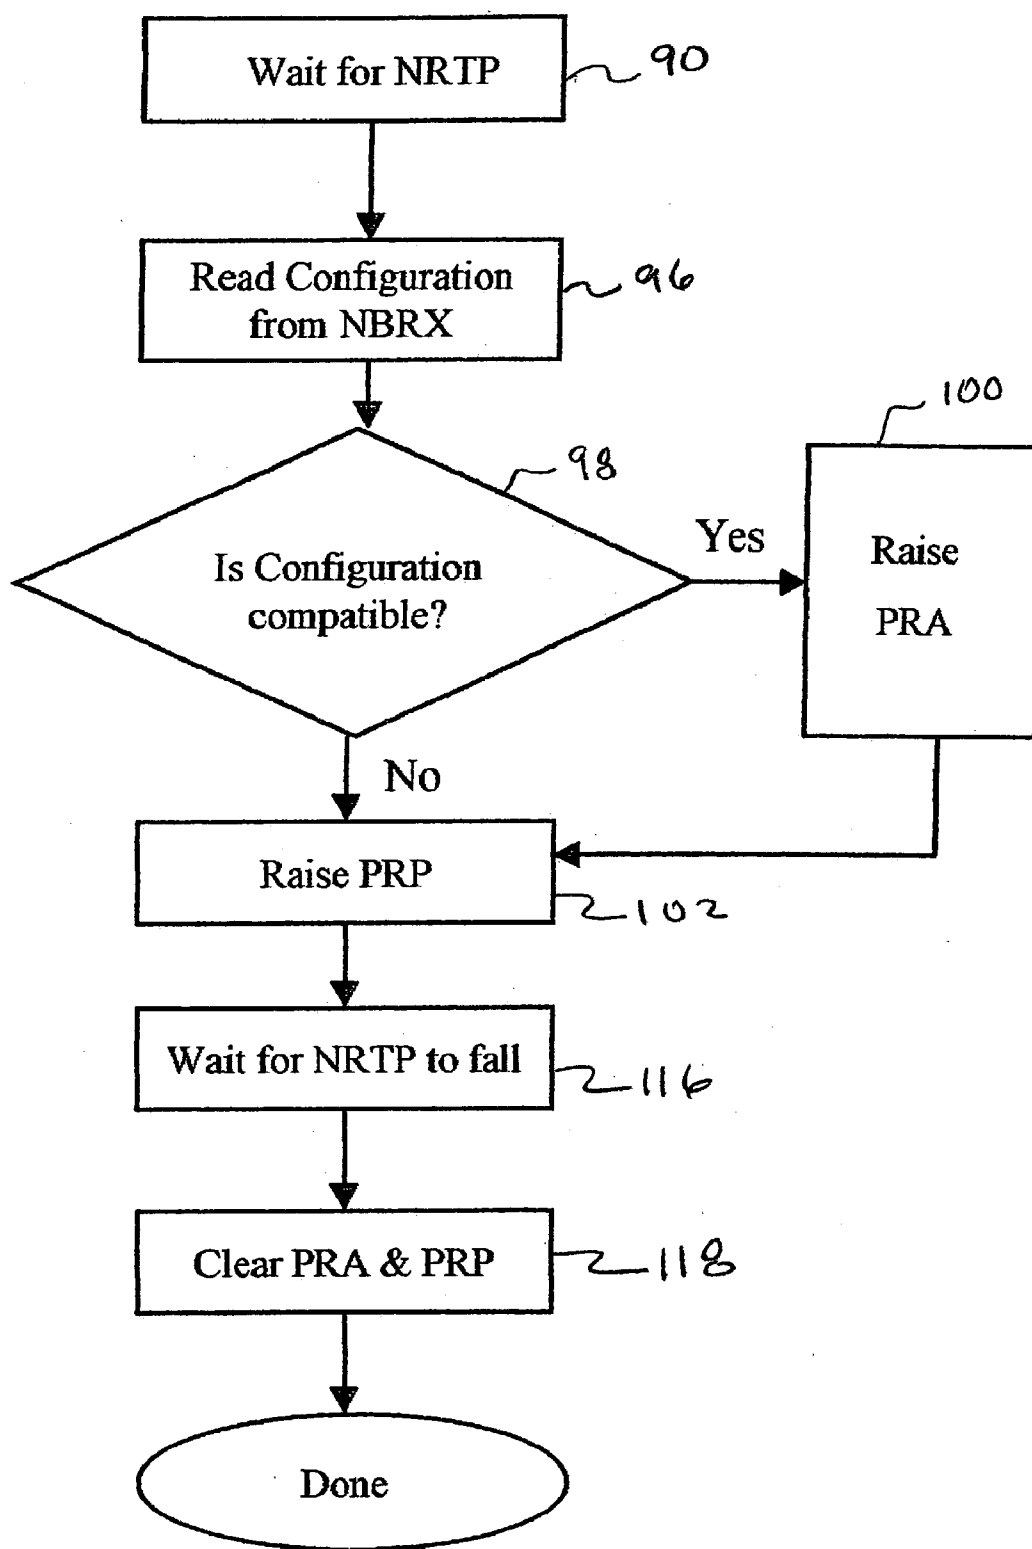 Wait for NRTP
90
Read Configuration
from NBRX
96
98
100
Is Configuration
compatible?
Yes
Raise
PRA
No
Raise PRP
102
Wait for NRTP to fall
116
Clear PRA & PRP
118
Done